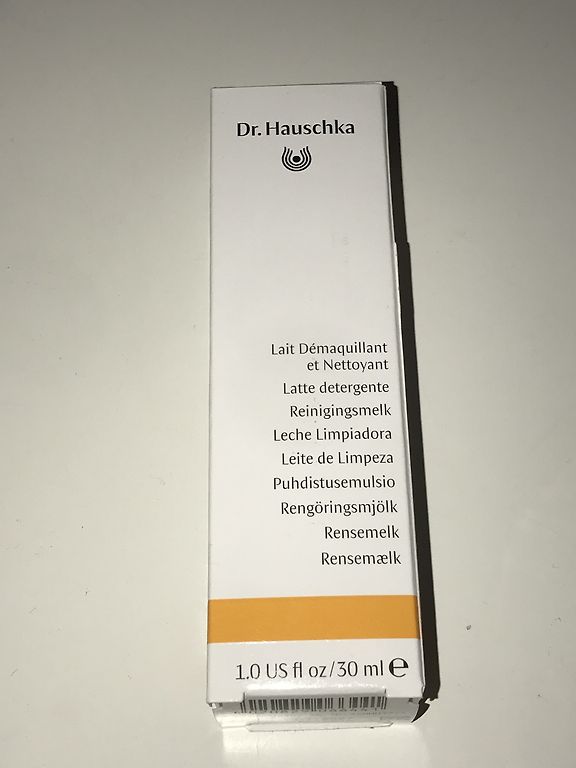 Dr. Hauschka
Lait Démaquillant
et Nettoyant
Latte detergente
Reinigingsmelk
Leche Limpiadora
Leite de Limpeza
Puhdistusemulsio
Rengöringsmjölk
Rensemelk
Rensemælk
1.0 US fl oz/30 ml ℮